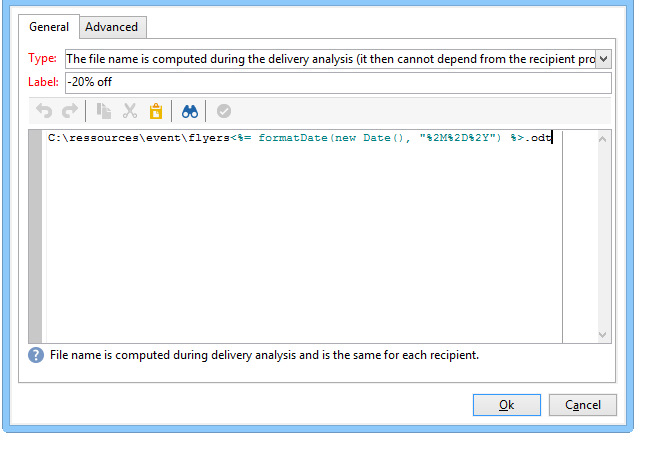 General
Advanced
Type: The file name is computed during the delivery analysis (it then cannot depend from the recipient pro
Label: -20% off
C:\ressources\event\flyers<%= formatDate(new Date(), "%2M%2D%2Y") %>.odt
File name is computed during delivery analysis and is the same for each recipient.
Ok
Cancel